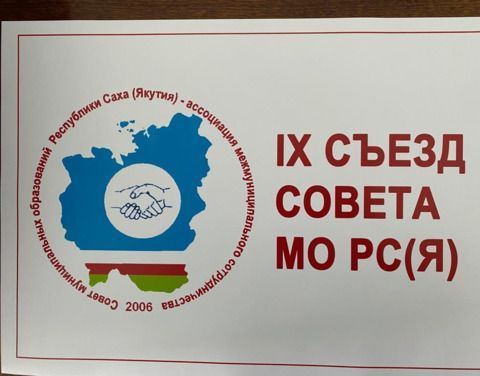 Совет муниципальных образований Республики Саха (Якутия) - ассоциация межмуниципального сотрудничества
2006
IX СЪЕЗД
СОВЕТА
МО РС(Я)